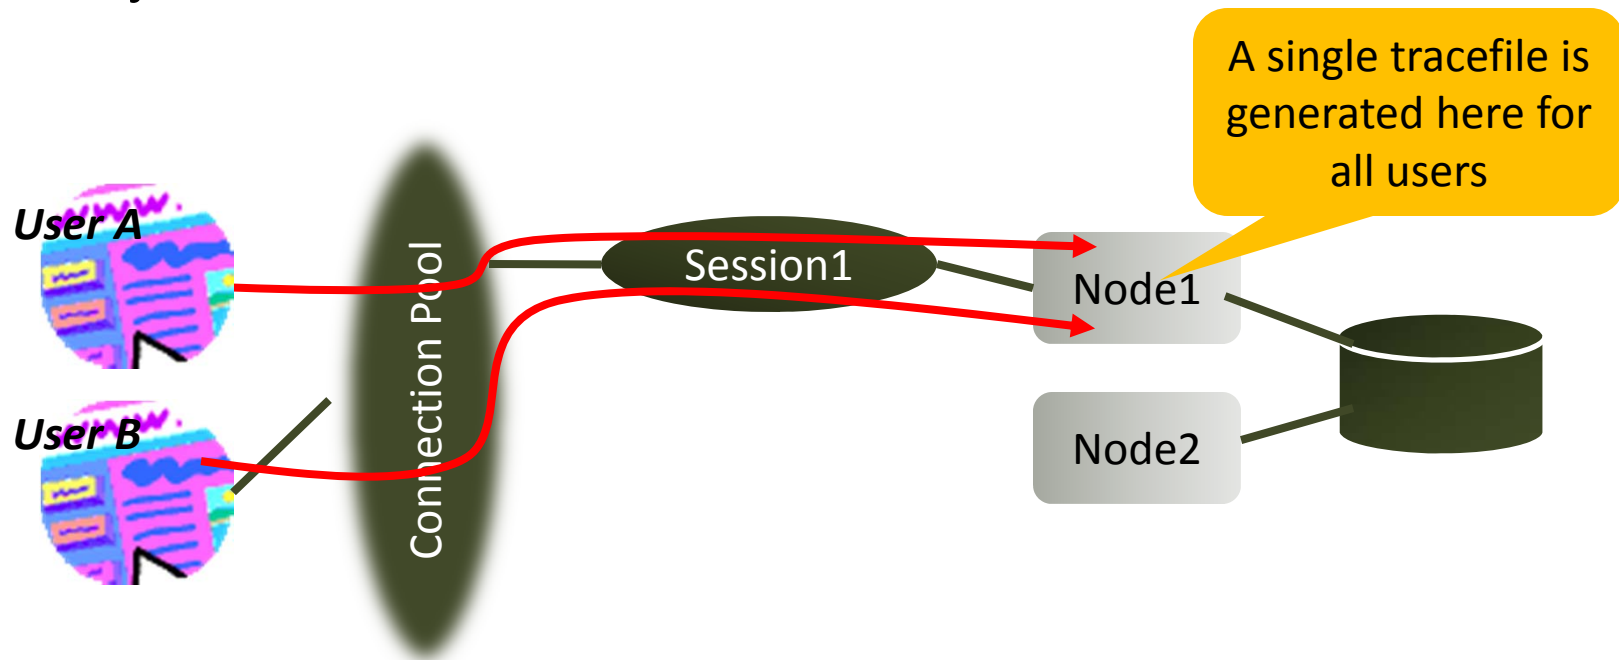 A single tracefile is
generated here for
all users
User A
User B
Connection Pool
Session1
Node1
Node2